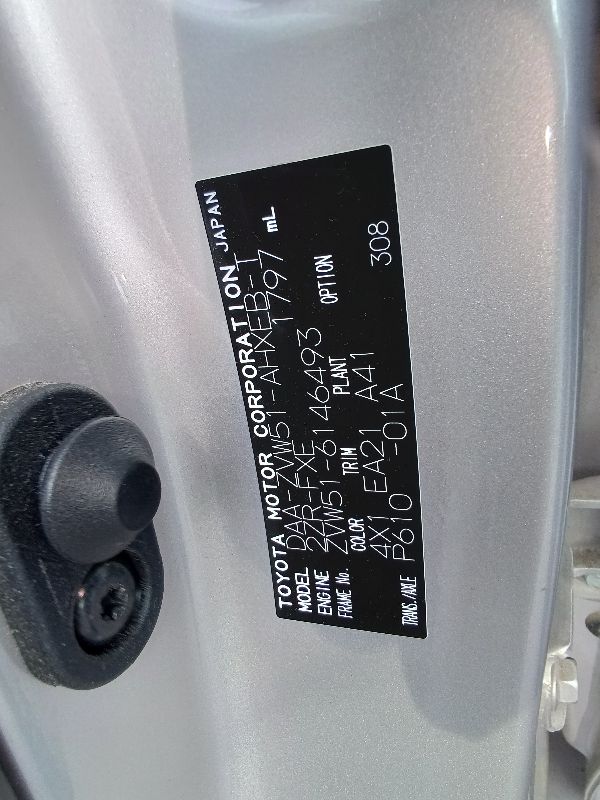 TOYOTA MOTOR CORPORATION JAPAN
MODEL DAA-ZVW51-AHXEB-T
ENGINE 2ZR-FXE 1797 mL
FRAME No. ZVW51-6146493
COLOR TRIM PLANT OPTION
4X1 EA21 A41
TRANS./AXLE P610 -01A 308